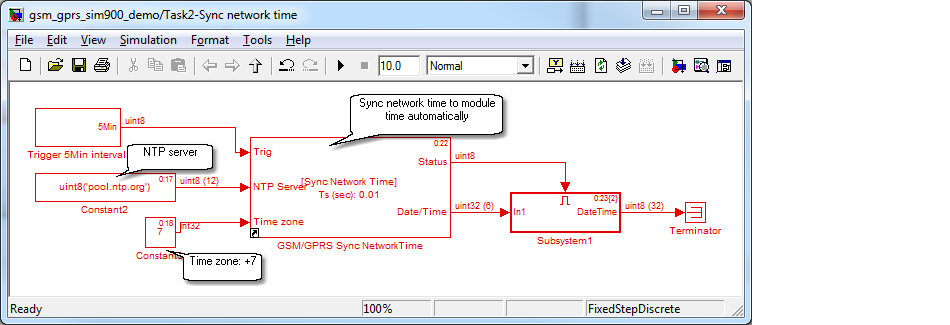 gsm_gprs_sim900_demo/Task2-Sync network time
File Edit View Simulation Format Tools Help
10.0 Normal
Sync network time to module
time automatically
5Min
uint8
Trigger 5Min interval
NTP server
0:17
uint8('pool.ntp.org')
uint8 (12)
Constant2
0:18
7
int32
Constant
Time zone: +7
0:22
Trig
Status
NTP Server
[Sync Network Time]
Ts (sec): 0.01
Date/Time
Time zone
GSM/GPRS Sync NetworkTime
uint8
uint32 (6)
0:23{2}
In1
DateTime
Subsystem1
uint8 (32)
Terminator
Ready 100% FixedStepDiscrete